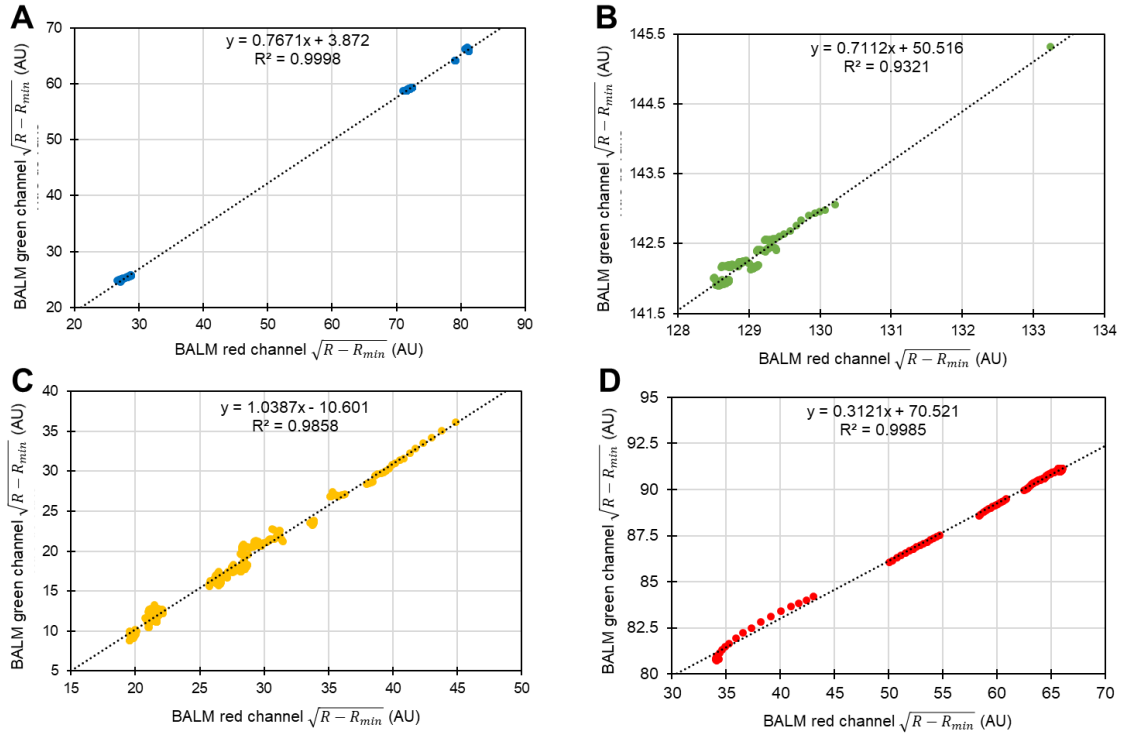 A
BALM green channel √R − Rmin (AU)
70
60
50
40
30
20
y = 0.7671x + 3.872
R² = 0.9998
20 30 40 50 60 70 80 90
BALM red channel √R − Rmin (AU)
B
BALM green channel √R − Rmin (AU)
145.5
144.5
143.5
142.5
141.5
y = 0.7112x + 50.516
R² = 0.9321
128 129 130 131 132 133 134
BALM red channel √R − Rmin (AU)
C
BALM green channel √R − Rmin (AU)
40
35
30
25
20
15
10
5
y = 1.0387x - 10.601
R² = 0.9858
15 20 25 30 35 40 45 50
BALM red channel √R − Rmin (AU)
D
BALM green channel √R − Rmin (AU)
95
92.5
90
87.5
85
82.5
80
y = 0.3121x + 70.521
R² = 0.9985
30 35 40 45 50 55 60 65 70
BALM red channel √R − Rmin (AU)